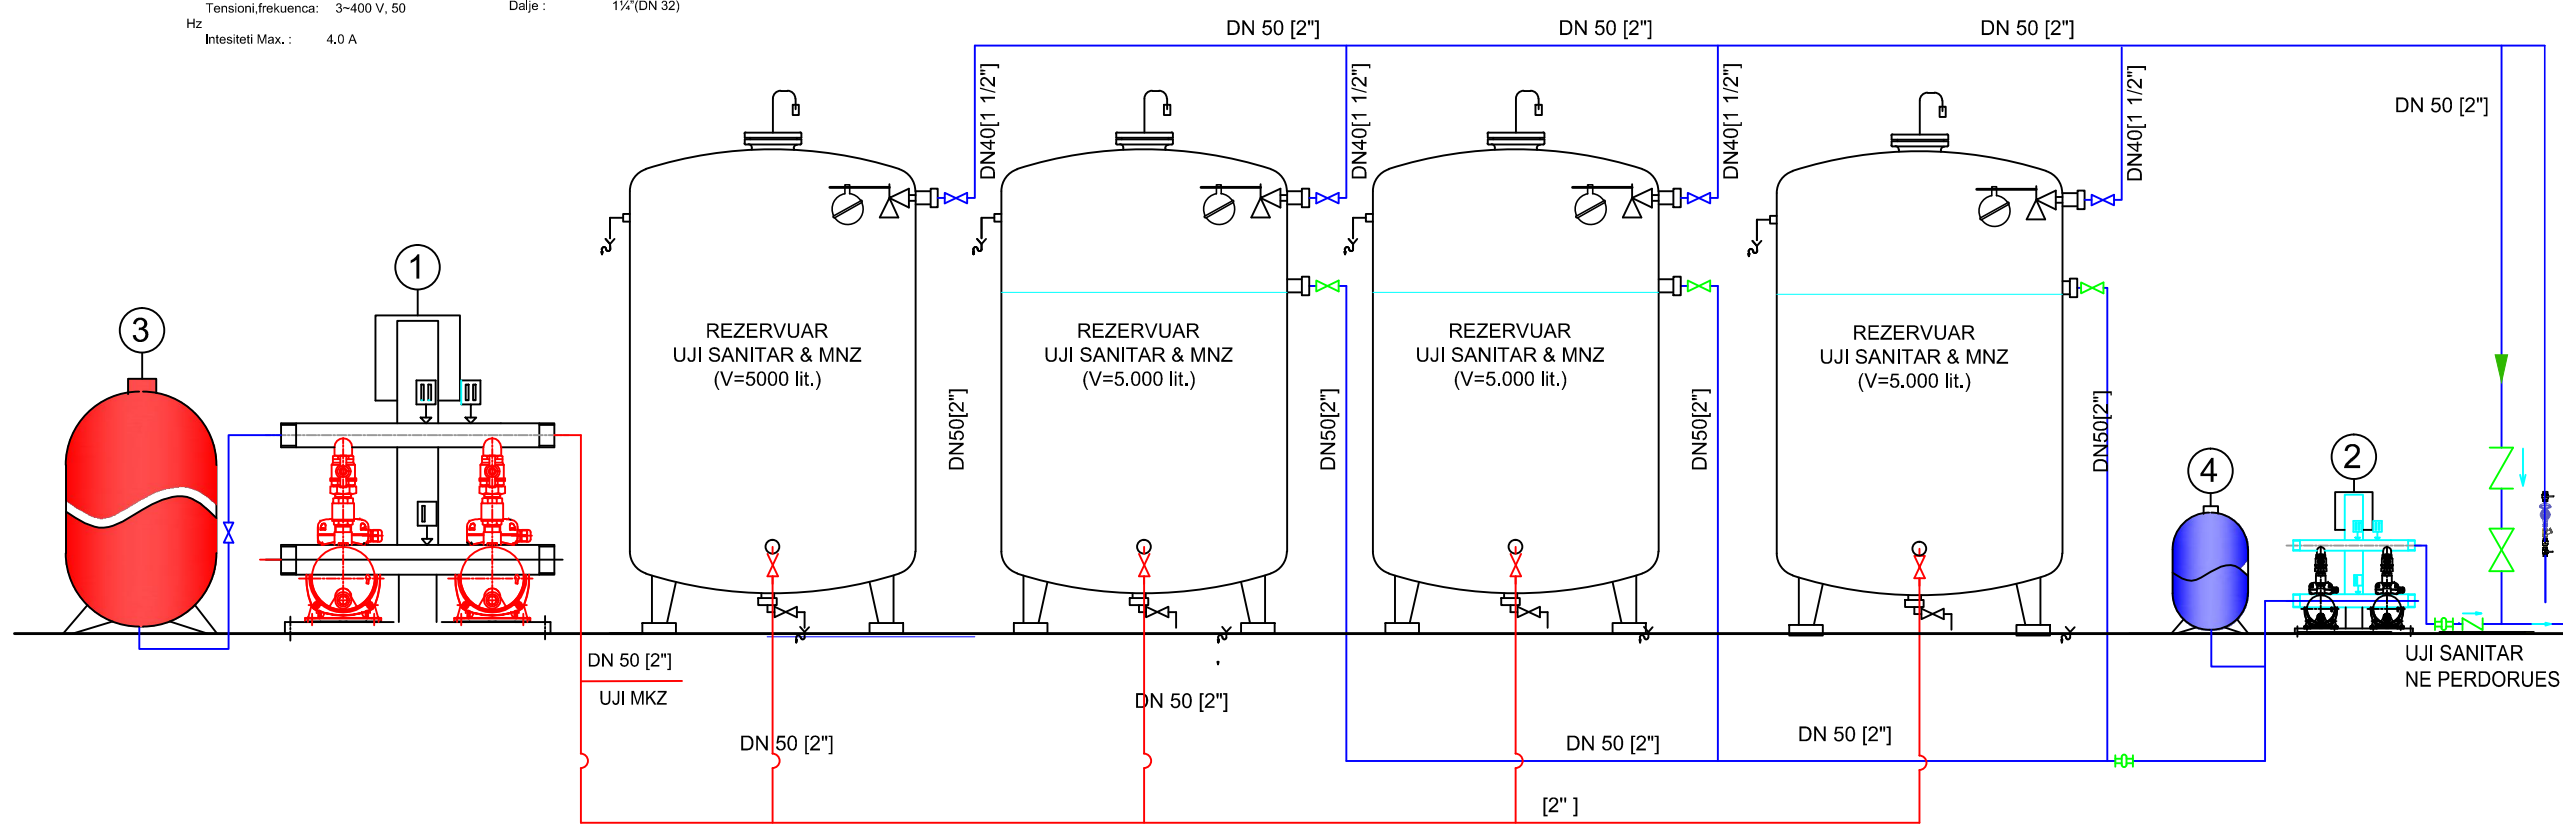 Tensioni,frekuenca: 3~400 V, 50
Hz
Intesiteti Max. : 4.0 A
Dalje : 1¼"(DN 32)
DN 50 [2"]
DN 50 [2"]
DN 50 [2"]
DN 50 [2"]
DN40[1 1/2"]
DN40[1 1/2"]
DN40[1 1/2"]
DN40[1 1/2"]
1
3
REZERVUAR
UJI SANITAR & MNZ
(V=5000 lit.)
REZERVUAR
UJI SANITAR & MNZ
(V=5.000 lit.)
REZERVUAR
UJI SANITAR & MNZ
(V=5.000 lit.)
REZERVUAR
UJI SANITAR & MNZ
(V=5.000 lit.)
DN50[2"]
DN50[2"]
DN50[2"]
DN50[2"]
4
2
UJI SANITAR
NE PERDORUES
DN 50 [2"]
UJI MKZ
DN 50 [2"]
DN 50 [2"]
DN 50 [2"]
DN 50 [2"]
[2" ]